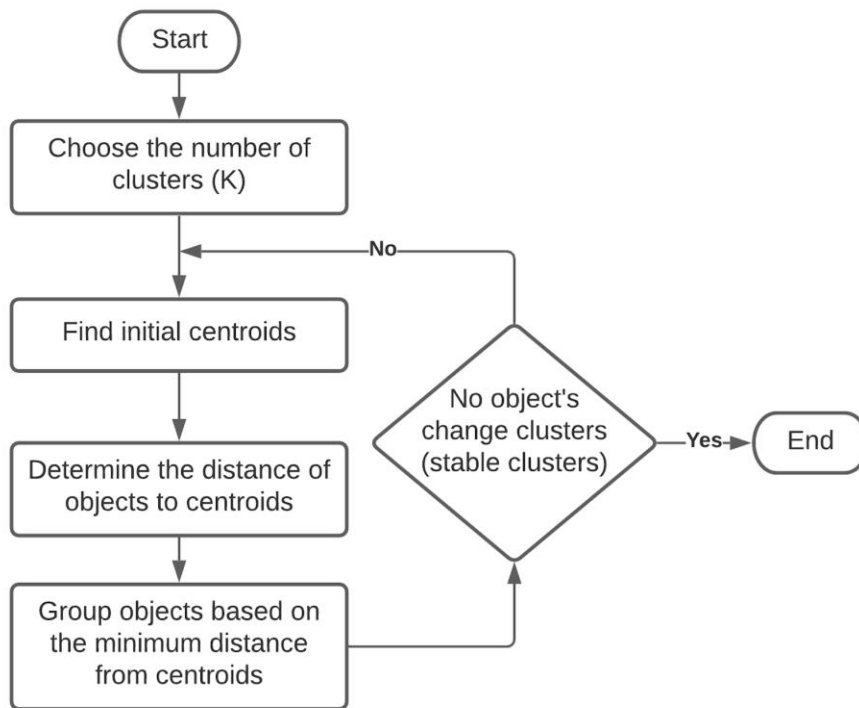 Start
Choose the number of
clusters (K)
No
Find initial centroids
No object's
change clusters
(stable clusters)
Yes
End
Determine the distance of
objects to centroids
Group objects based on
the minimum distance
from centroids